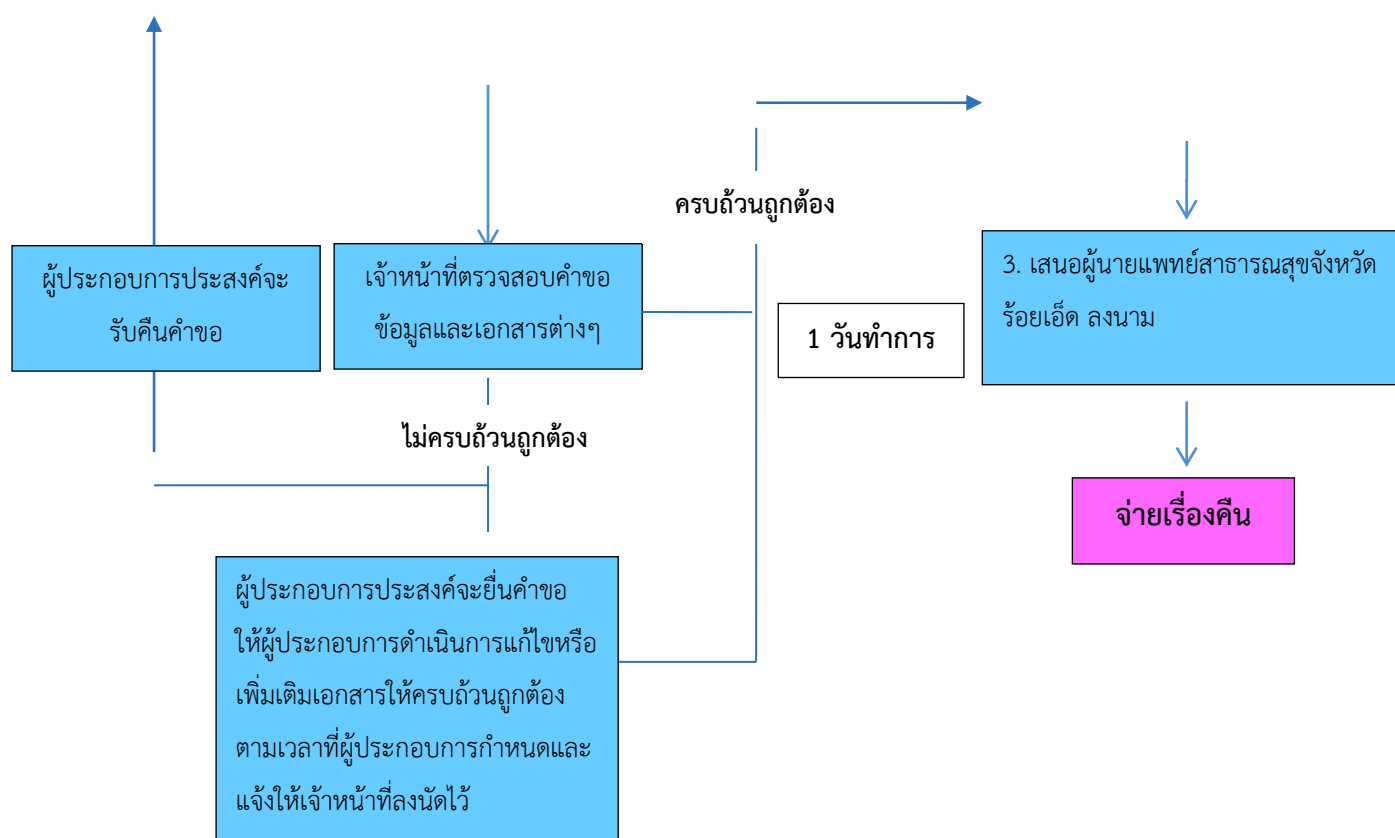 ครบถ้วนถูกต้อง
ผู้ประกอบการประสงค์จะ
รับคืนคำขอ
เจ้าหน้าที่ตรวจสอบคำขอ
ข้อมูลและเอกสารต่างๆ
1 วันทำการ
3. เสนอผู้นายแพทย์สาธารณสุขจังหวัด
ร้อยเอ็ด ลงนาม
ไม่ครบถ้วนถูกต้อง
จ่ายเรื่องคืน
ผู้ประกอบการประสงค์จะยื่นคำขอ
ให้ผู้ประกอบการดำเนินการแก้ไขหรือ
เพิ่มเติมเอกสารให้ครบถ้วนถูกต้อง
ตามเวลาที่ผู้ประกอบการกำหนดและ
แจ้งให้เจ้าหน้าที่ลงนัดไว้